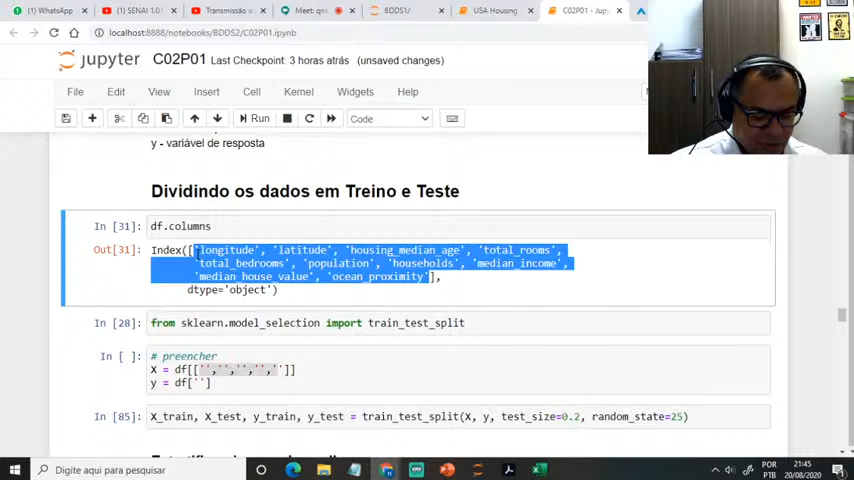 (1) WhatsApp
(51) SENAI 1.01
Transmissão o
Meet: qni
BDDS1/
USA Housing
C02P01 - Jup
localhost:8888/notebooks/BDDS2/C02P01.ipynb
jupyter C02P01 Last Checkpoint: 3 horas atrás (unsaved changes)
File Edit View Insert Cell Kernel Widgets Help
Run Code
y - variável de resposta
Dividindo os dados em Treino e Teste
In [31]: df.columns
Out[31]: Index(['longitude', 'latitude', 'housing_median_age', 'total_rooms',
'total_bedrooms', 'population', 'households', 'median_income',
'median_house_value', 'ocean_proximity'],
dtype='object')
In [28]: from sklearn.model_selection import train_test_split
In [ ]: # preencher
X = df[['','','','','']]
y = df['']
In [85]: X_train, X_test, y_train, y_test = train_test_split(X, y, test_size=0.2, random_state=25)
Digite aqui para pesquisar
POR
PTB
21:45
20/08/2020